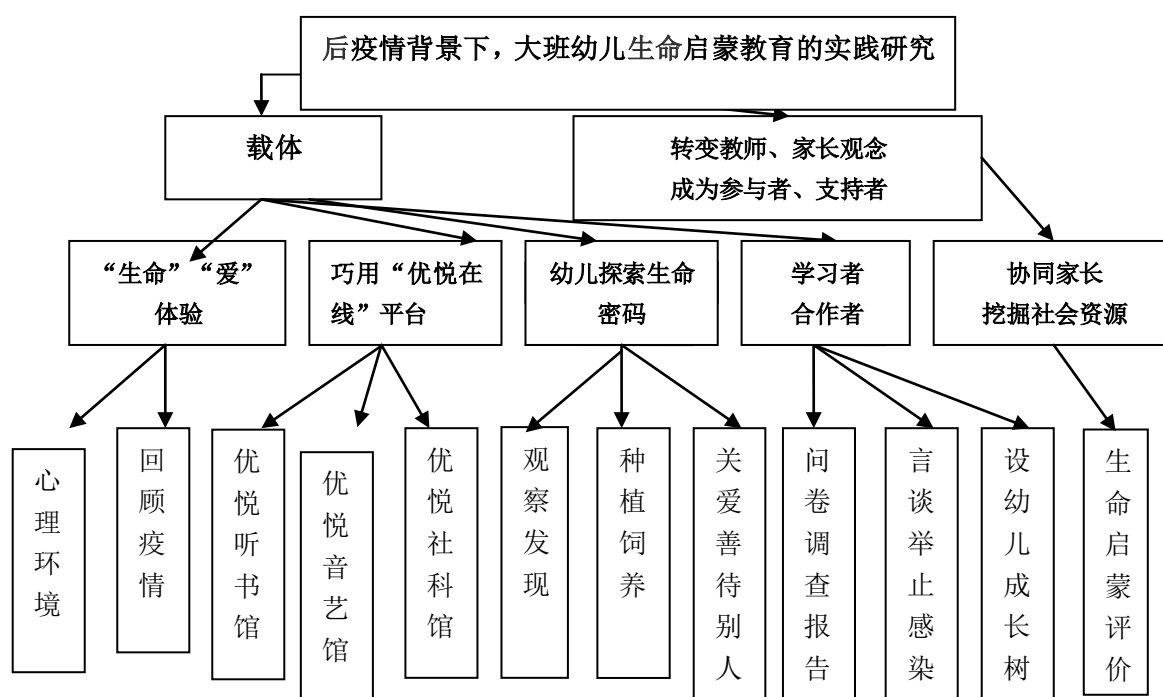 后疫情背景下，大班幼儿生命启蒙教育的实践研究
载体
转变教师、家长观念
成为参与者、支持者
“生命”“爱”
体验
巧用“优悦在
线”平台
幼儿探索生命
密码
学习者
合作者
协同家长
挖掘社会资源
心理环境
回顾疫情
优悦听书馆
优悦音艺馆
优悦社科馆
观察发现
种植饲养
关爱善待别人
问卷调查报告
言谈举止感染
设幼儿成长树
生命启蒙评价